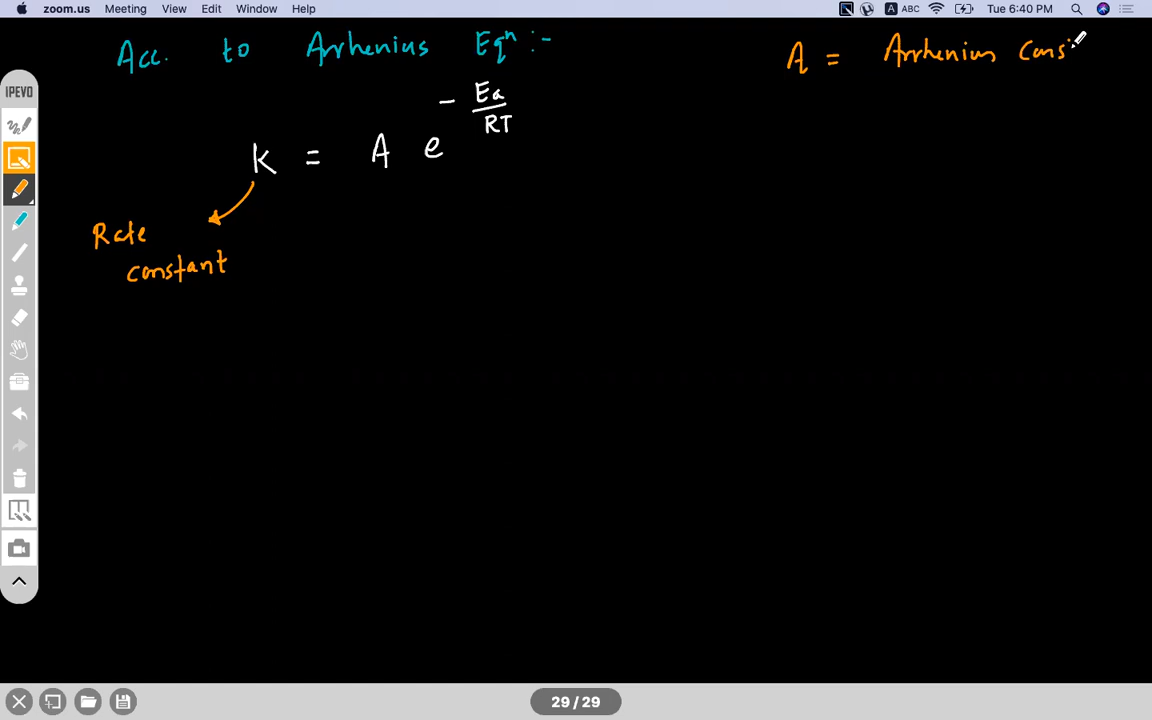 zoom.us Meeting View Edit Window Help A ABC Tue 6:40 PM
Acc. to Arrhenius Eqn :-
A = Arrhenius Cons
IPEVO
k = A e^(-Ea/RT)
Rate
constant
29 / 29